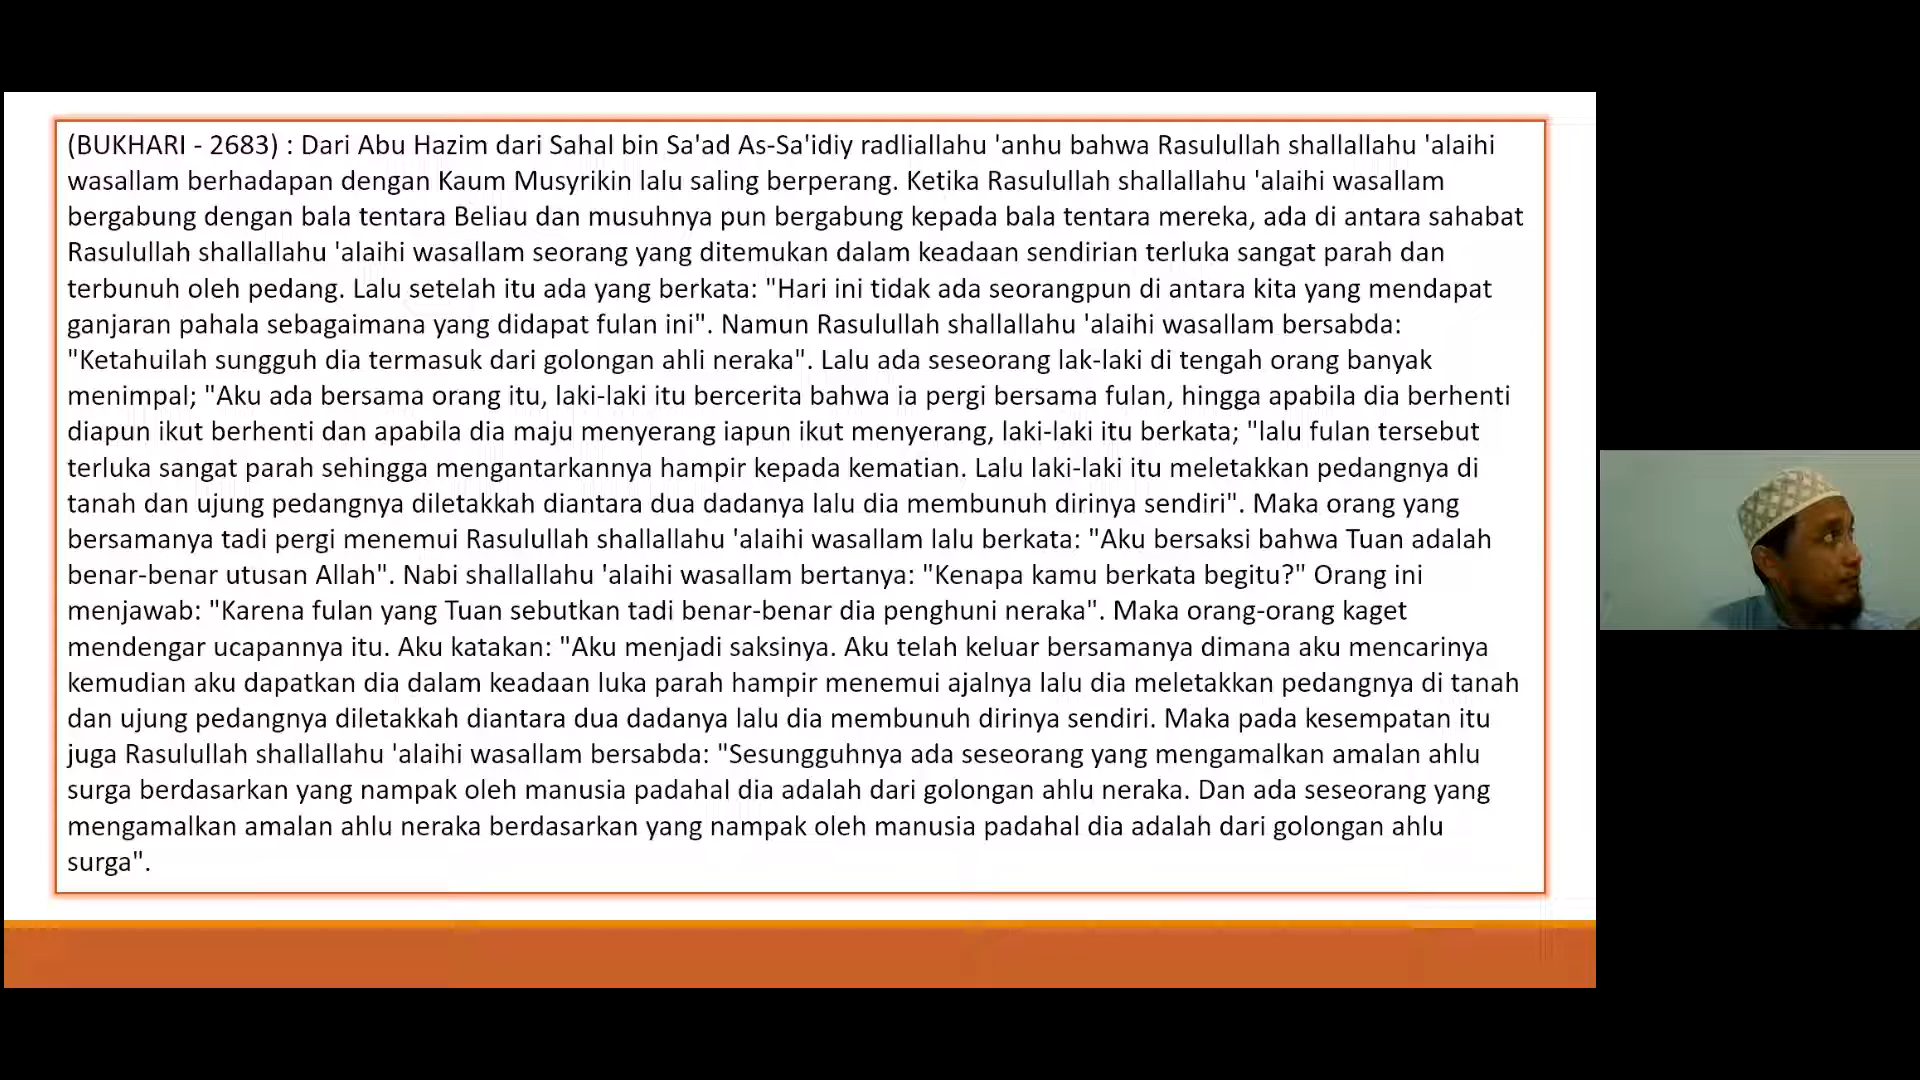 (BUKHARI - 2683) : Dari Abu Hazim dari Sahal bin Sa'ad As-Sa'idiy radliallahu 'anhu bahwa Rasulullah shallallahu 'alaihi
wasallam berhadapan dengan Kaum Musyrikin lalu saling berperang. Ketika Rasulullah shallallahu 'alaihi wasallam
bergabung dengan bala tentara Beliau dan musuhnya pun bergabung kepada bala tentara mereka, ada di antara sahabat
Rasulullah shallallahu 'alaihi wasallam seorang yang ditemukan dalam keadaan sendirian terluka sangat parah dan
terbunuh oleh pedang. Lalu setelah itu ada yang berkata: "Hari ini tidak ada seorangpun di antara kita yang mendapat
ganjaran pahala sebagaimana yang didapat fulan ini". Namun Rasulullah shallallahu 'alaihi wasallam bersabda:
"Ketahuilah sungguh dia termasuk dari golongan ahli neraka". Lalu ada seseorang lak-laki di tengah orang banyak
menimpal; "Aku ada bersama orang itu, laki-laki itu bercerita bahwa ia pergi bersama fulan, hingga apabila dia berhenti
diapun ikut berhenti dan apabila dia maju menyerang iapun ikut menyerang, laki-laki itu berkata; "lalu fulan tersebut
terluka sangat parah sehingga mengantarkannya hampir kepada kematian. Lalu laki-laki itu meletakkan pedangnya di
tanah dan ujung pedangnya diletakkah diantara dua dadanya lalu dia membunuh dirinya sendiri". Maka orang yang
bersamanya tadi pergi menemui Rasulullah shallallahu 'alaihi wasallam lalu berkata: "Aku bersaksi bahwa Tuan adalah
benar-benar utusan Allah". Nabi shallallahu 'alaihi wasallam bertanya: "Kenapa kamu berkata begitu?" Orang ini
menjawab: "Karena fulan yang Tuan sebutkan tadi benar-benar dia penghuni neraka". Maka orang-orang kaget
mendengar ucapannya itu. Aku katakan: "Aku menjadi saksinya. Aku telah keluar bersamanya dimana aku mencarinya
kemudian aku dapatkan dia dalam keadaan luka parah hampir menemui ajalnya lalu dia meletakkan pedangnya di tanah
dan ujung pedangnya diletakkah diantara dua dadanya lalu dia membunuh dirinya sendiri. Maka pada kesempatan itu
juga Rasulullah shallallahu 'alaihi wasallam bersabda: "Sesungguhnya ada seseorang yang mengamalkan amalan ahlu
surga berdasarkan yang nampak oleh manusia padahal dia adalah dari golongan ahlu neraka. Dan ada seseorang yang
mengamalkan amalan ahlu neraka berdasarkan yang nampak oleh manusia padahal dia adalah dari golongan ahlu
surga".